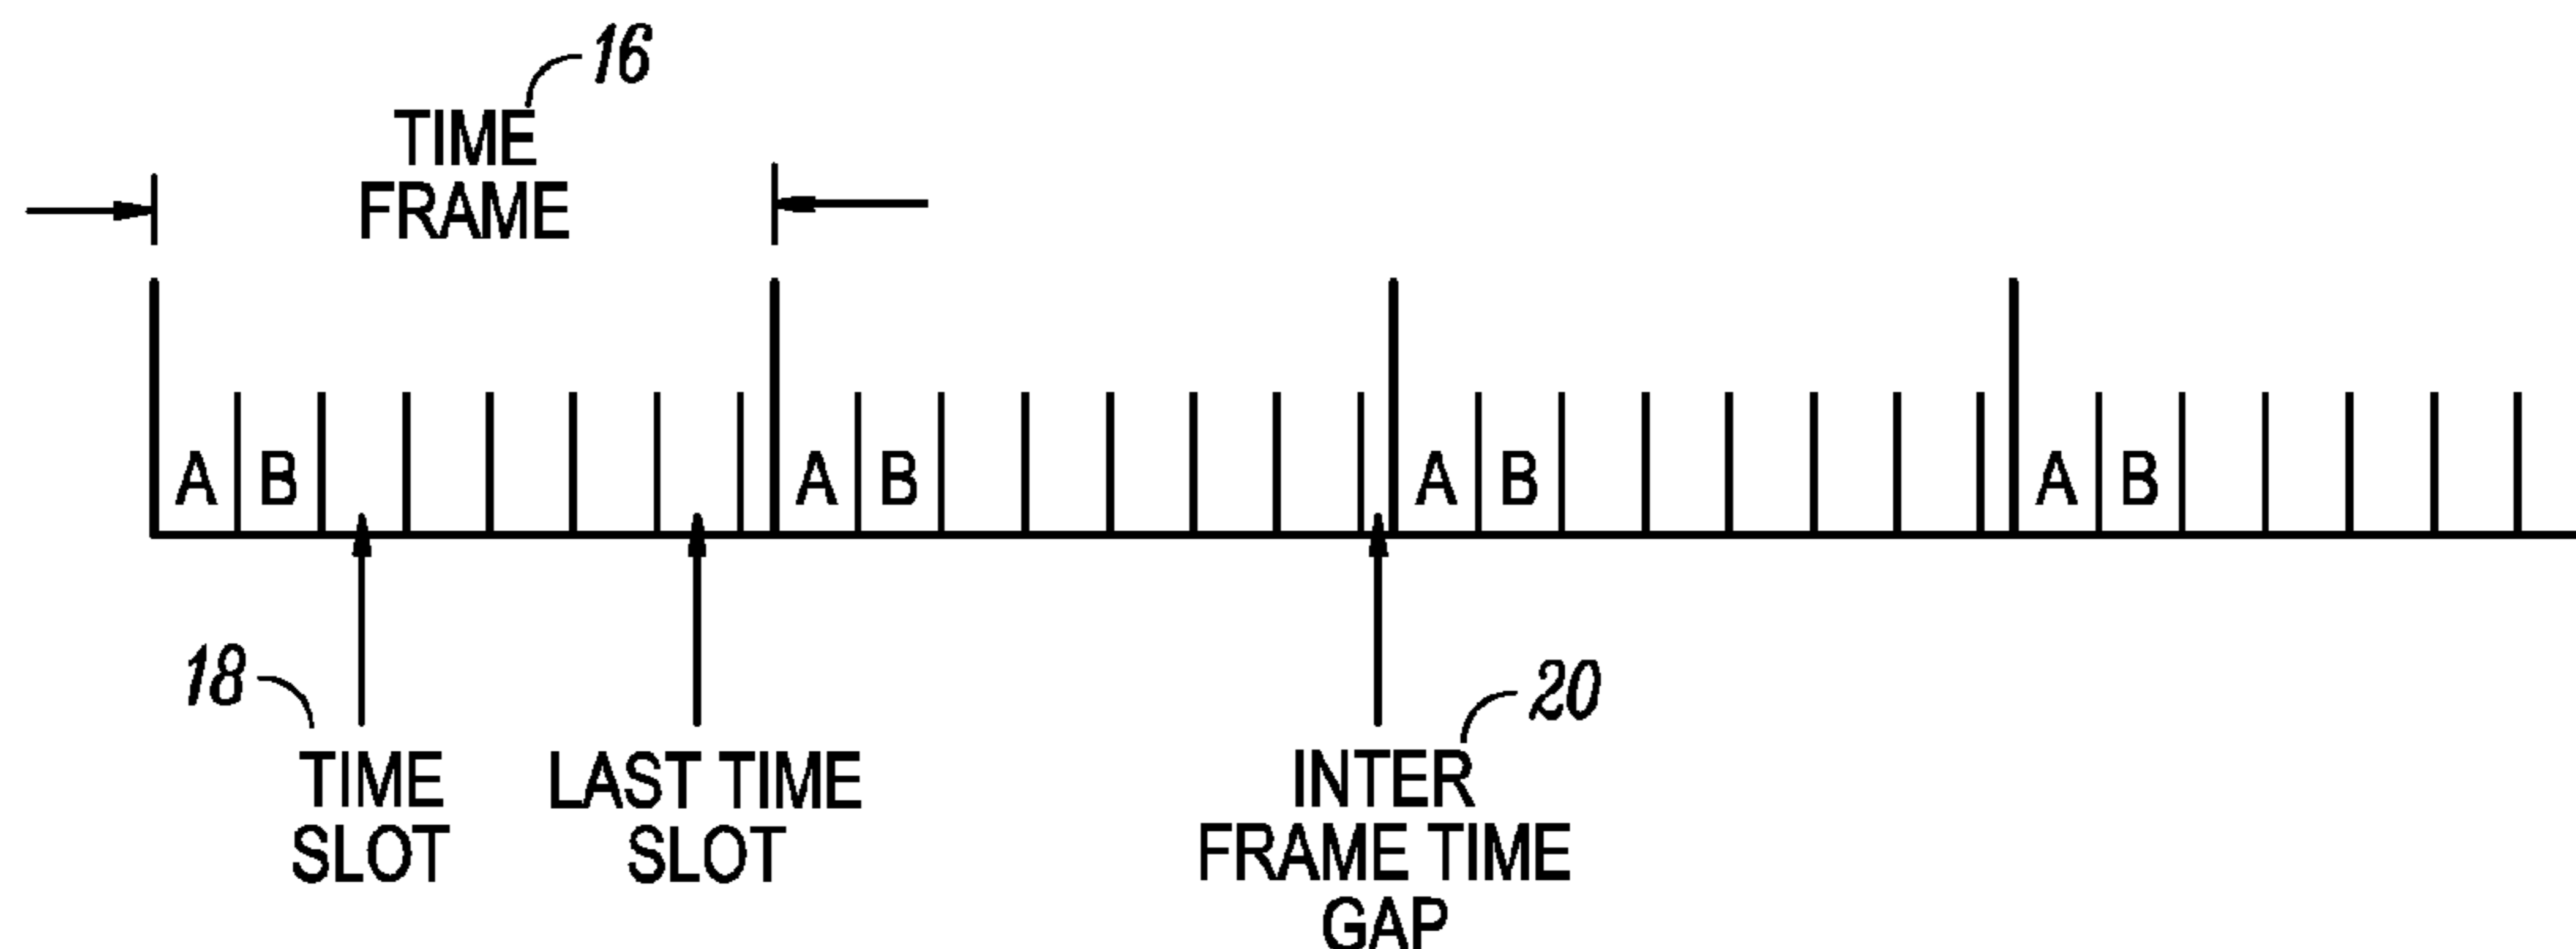 16
TIME
FRAME
A B A B A B A B
18
20
TIME
SLOT
LAST TIME
SLOT
INTER
FRAME TIME
GAP